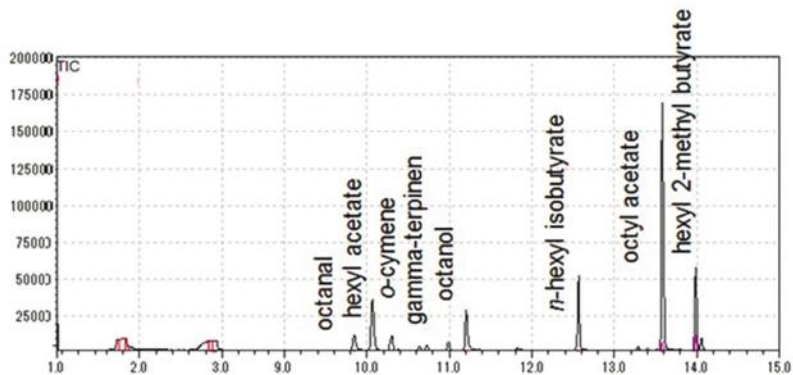 200000
TIC
175000
150000
125000
100000
75000
50000
25000
octanal
hexyl acetate
o-cymene
gamma-terpinen
octanol
n-hexyl isobutyrate
octyl acetate
hexyl 2-methyl butyrate
1.0 2.0 3.0 9.0 10.0 11.0 12.0 13.0 14.0 15.0